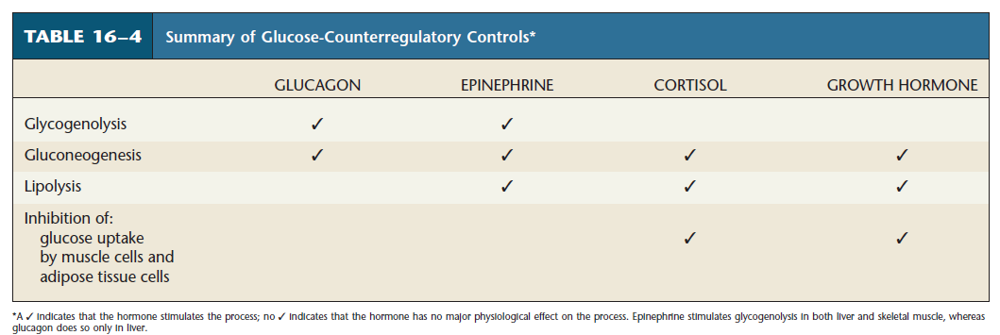 TABLE 16–4 Summary of Glucose-Counterregulatory Controls*
GLUCAGON EPINEPHRINE CORTISOL GROWTH HORMONE
Glycogenolysis ✓ ✓
Gluconeogenesis ✓ ✓ ✓ ✓
Lipolysis ✓ ✓ ✓
Inhibition of:
glucose uptake ✓ ✓
by muscle cells and
adipose tissue cells
*A ✓ indicates that the hormone stimulates the process; no ✓ indicates that the hormone has no major physiological effect on the process. Epinephrine stimulates glycogenolysis in both liver and skeletal muscle, whereas
glucagon does so only in liver.